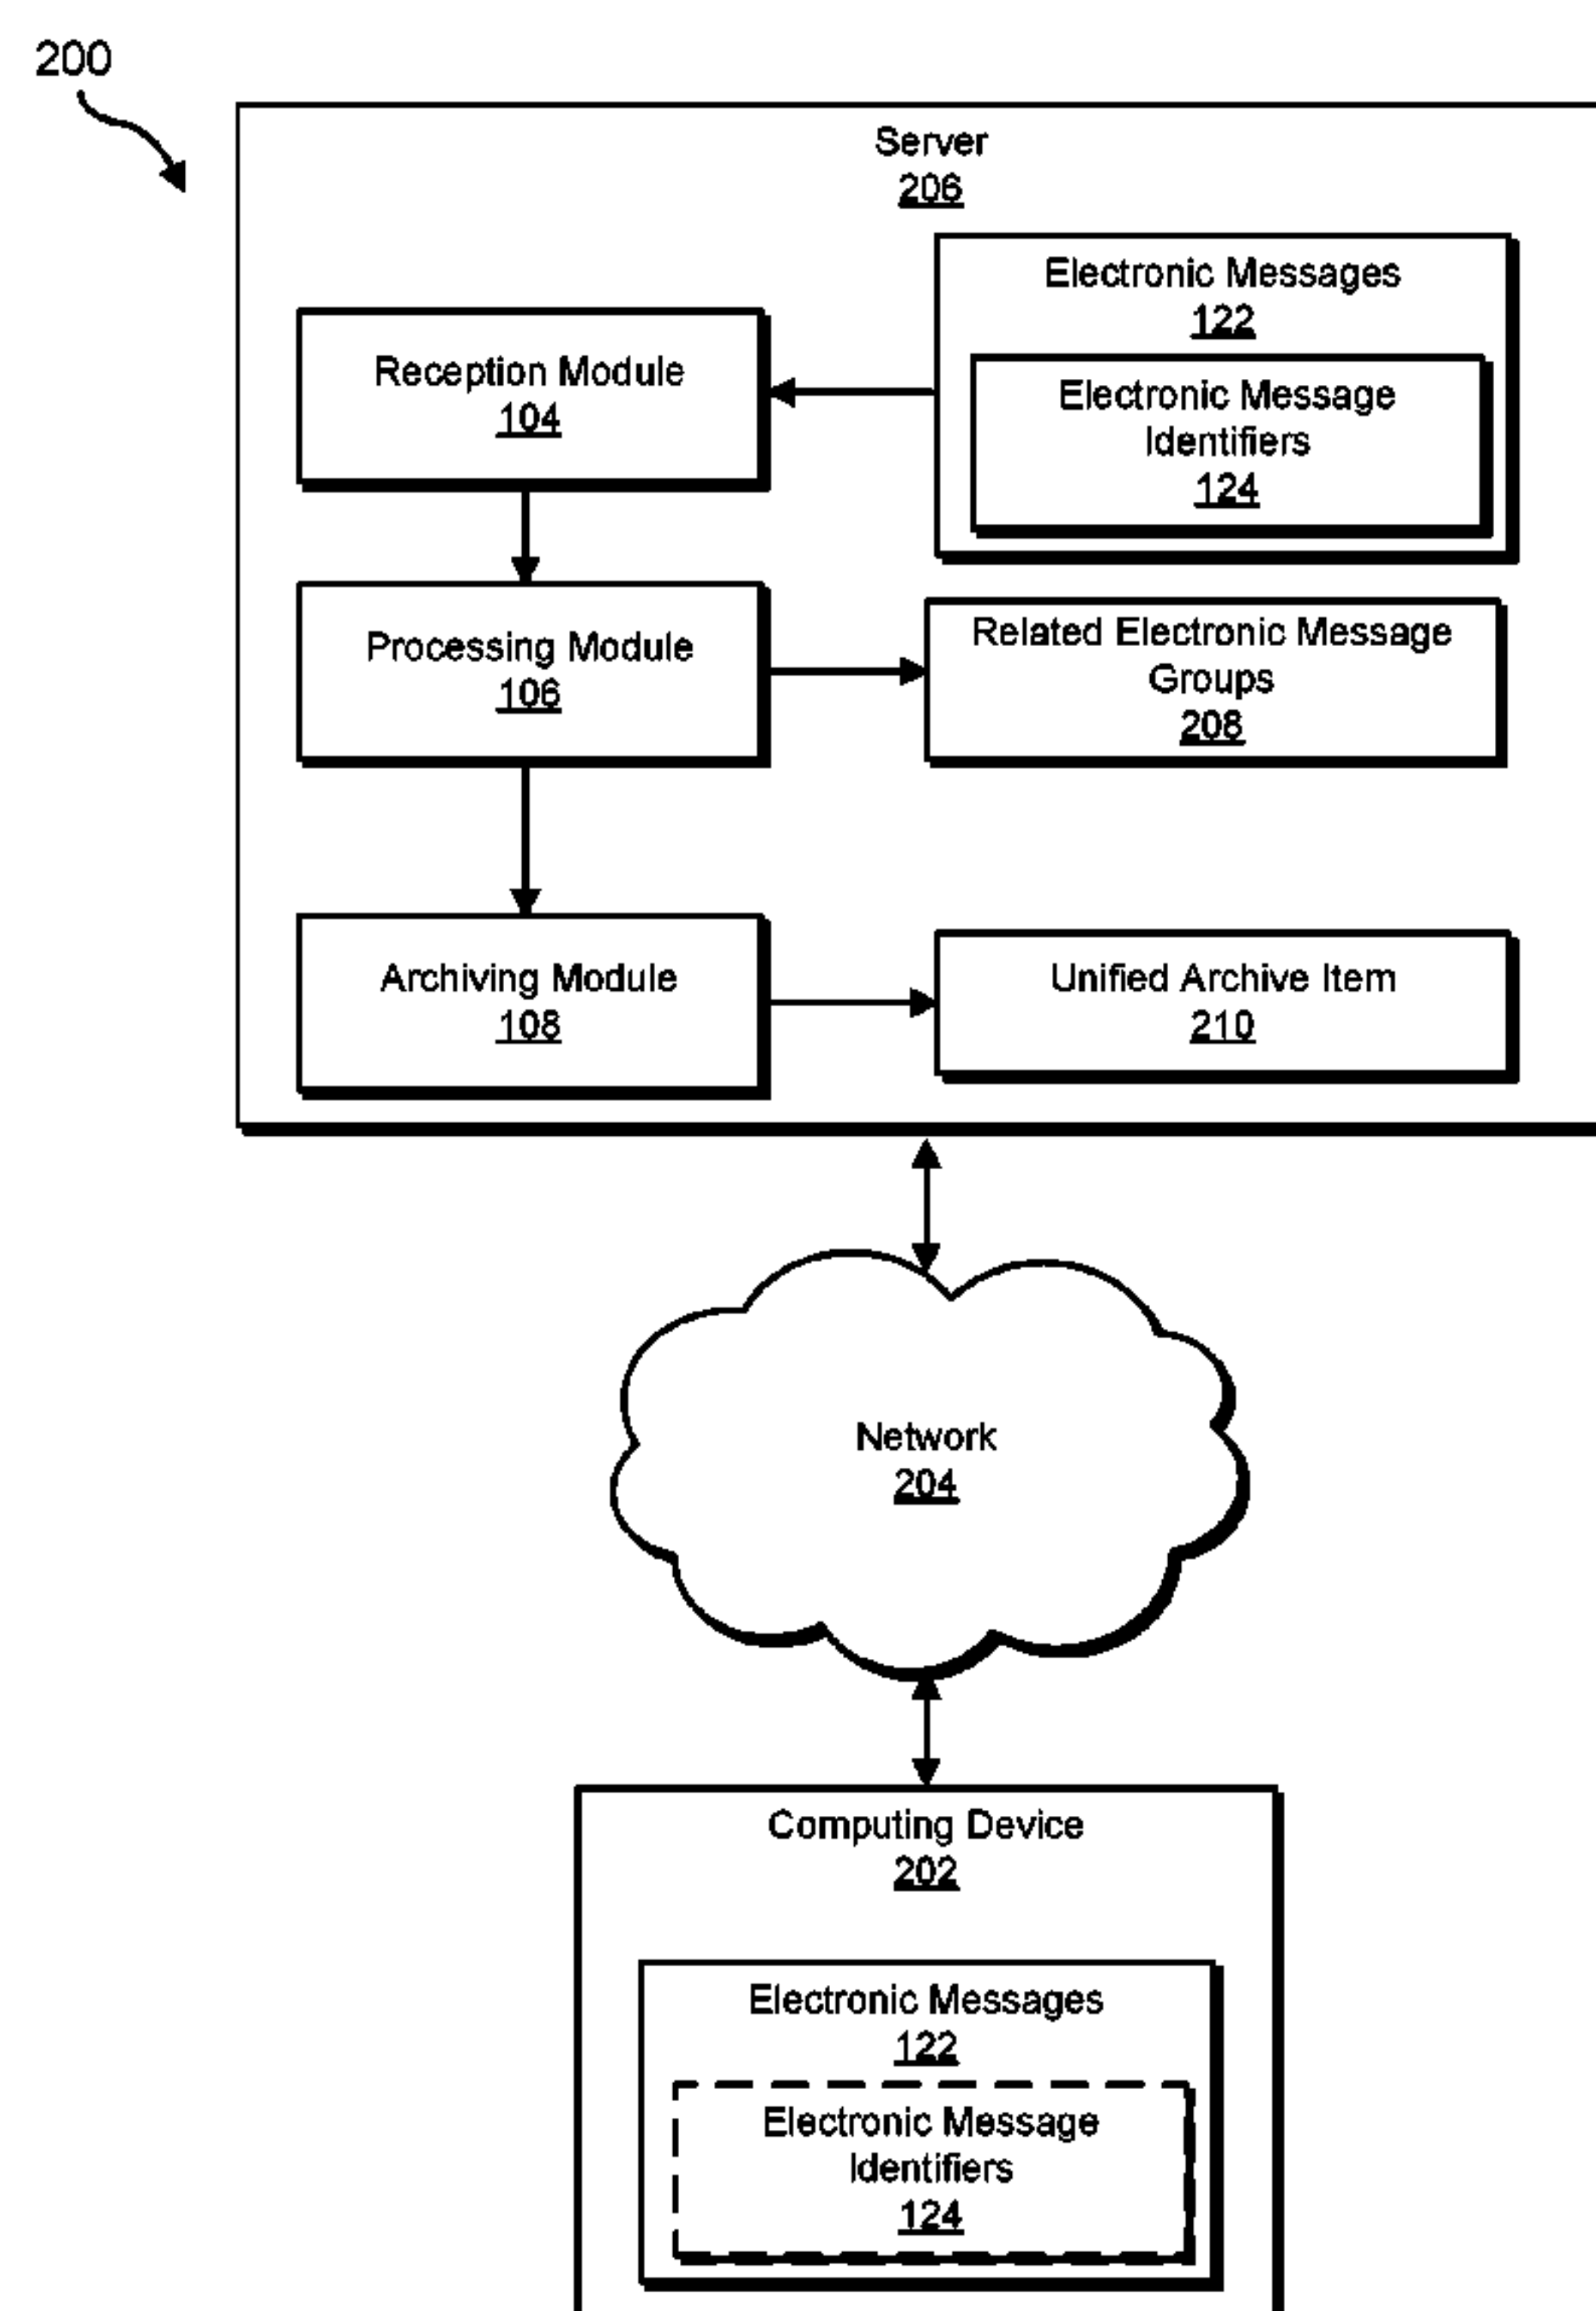 200
Server
206
Electronic Messages
122
Electronic Message
Identifiers
124
Reception Module
104
Processing Module
106
Related Electronic Message
Groups
208
Archiving Module
108
Unified Archive Item
210
Network
204
Computing Device
202
Electronic Messages
122
Electronic Message
Identifiers
124